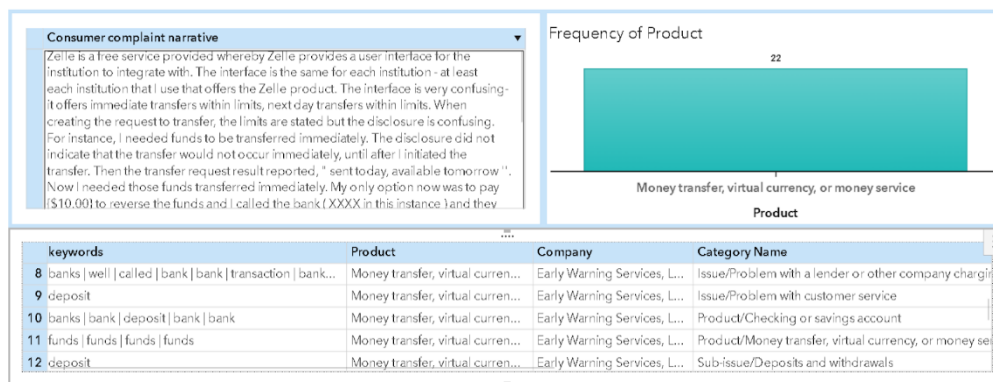 Consumer complaint narrative
Zelle is a free service provided whereby Zelle provides a user interface for the
institution to integrate with. The interface is the same for each institution - at least
each institution that I use that offers the Zelle product. The interface is very confusing-
it offers immediate transfers within limits, next day transfers within limits. When
creating the request to transfer, the limits are stated but the disclosure is confusing.
For instance, I needed funds to be transferred immediately. The disclosure did not
indicate that the transfer would not occur immediately, until after I initiated the
transfer. Then the transfer request result reported, " sent today, available tomorrow ".
Now I needed those funds transferred immediately. My only option now was to pay
{$10.00} to reverse the funds and I called the bank ( XXXX in this instance ) and they
Frequency of Product
22
Money transfer, virtual currency, or money service
Product
keywords Product Company Category Name
8 banks | well | called | bank | bank | transaction | bank... Money transfer, virtual curren... Early Warning Services, L... Issue/Problem with a lender or other company chargin
9 deposit Money transfer, virtual curren... Early Warning Services, L... Issue/Problem with customer service
10 banks | bank | deposit | bank | bank Money transfer, virtual curren... Early Warning Services, L... Product/Checking or savings account
11 funds | funds | funds | funds Money transfer, virtual curren... Early Warning Services, L... Product/Money transfer, virtual currency, or money ser
12 deposit Money transfer, virtual curren... Early Warning Services, L... Sub-issue/Deposits and withdrawals